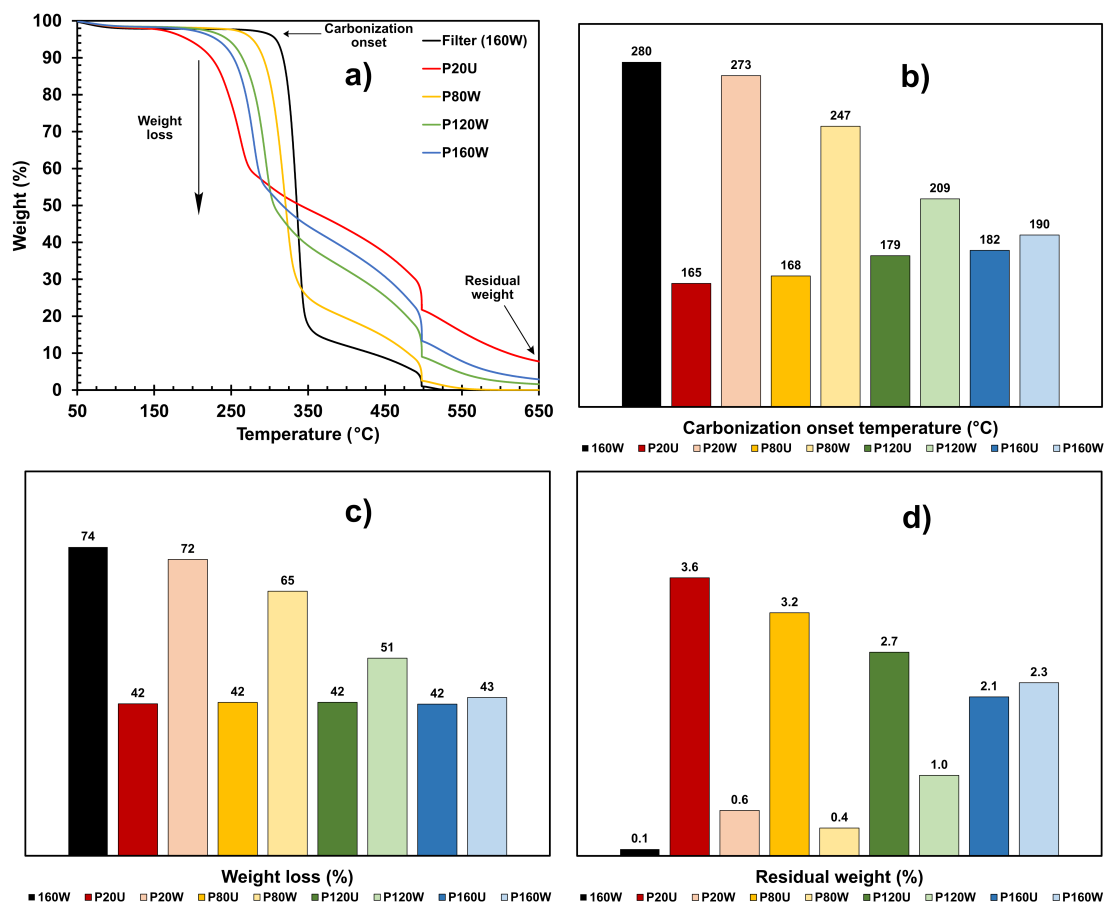 100
90
80
70
60
50
40
30
20
10
0
Weight (%)
50
150
250
350
450
550
650
Temperature (°C)
Carbonization
onset
a)
Filter (160W)
P20U
P80W
P120W
P160W
Weight
loss
Residual
weight
b)
280
165
273
168
247
179
209
182
190
Carbonization onset temperature (°C)
160W P20U P20W P80U P80W P120U P120W P160U P160W
c)
74
42
72
42
65
42
51
42
43
Weight loss (%)
160W P20U P20W P80U P80W P120U P120W P160U P160W
d)
0.1
3.6
0.6
3.2
0.4
2.7
1.0
2.1
2.3
Residual weight (%)
160W P20U P20W P80U P80W P120U P120W P160U P160W